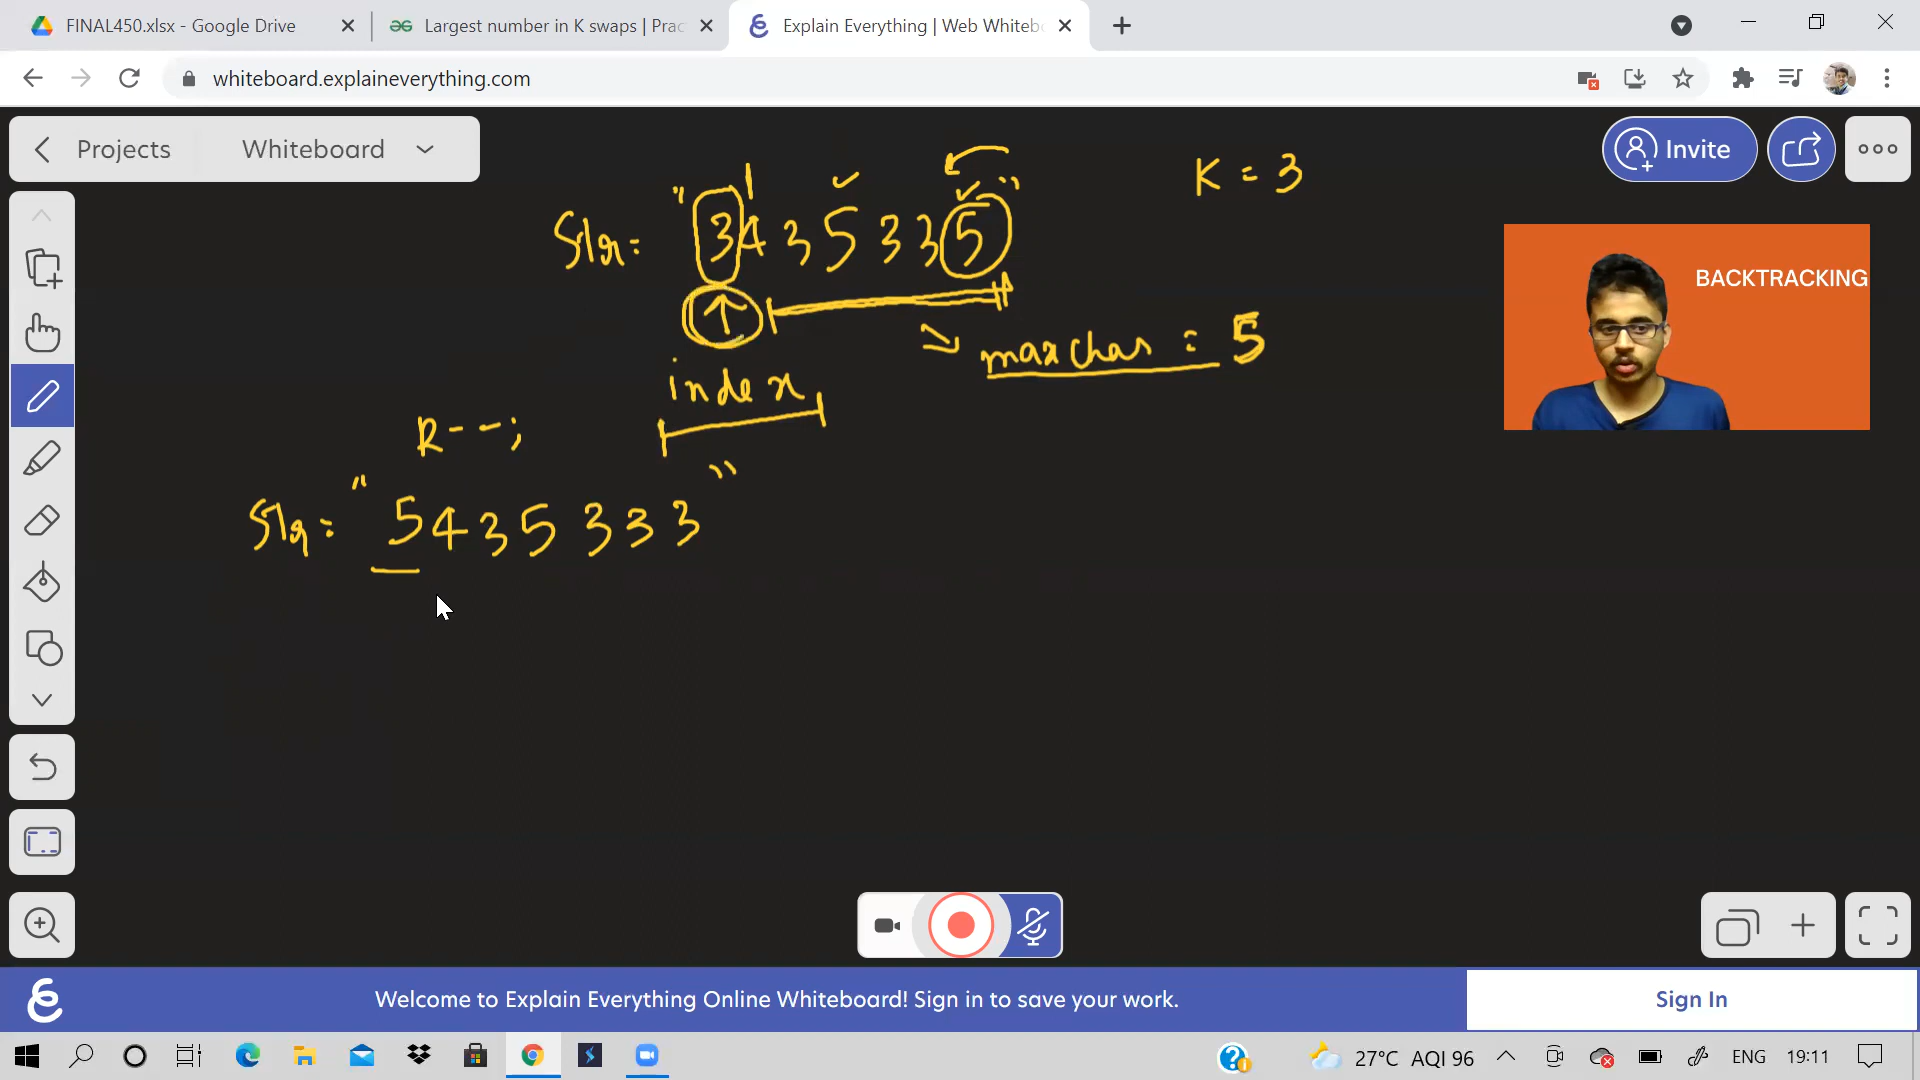 FINAL450.xlsx - Google Drive
Largest number in K swaps | Prac
Explain Everything | Web Whitebo
whiteboard.explaineverything.com
Projects
Whiteboard
Invite
Str = "3435335"
K = 3
BACKTRACKING
max char = 5
index
K--;
Str = "5435333"
Welcome to Explain Everything Online Whiteboard! Sign in to save your work.
Sign In
27°C AQI 96
ENG
19:11